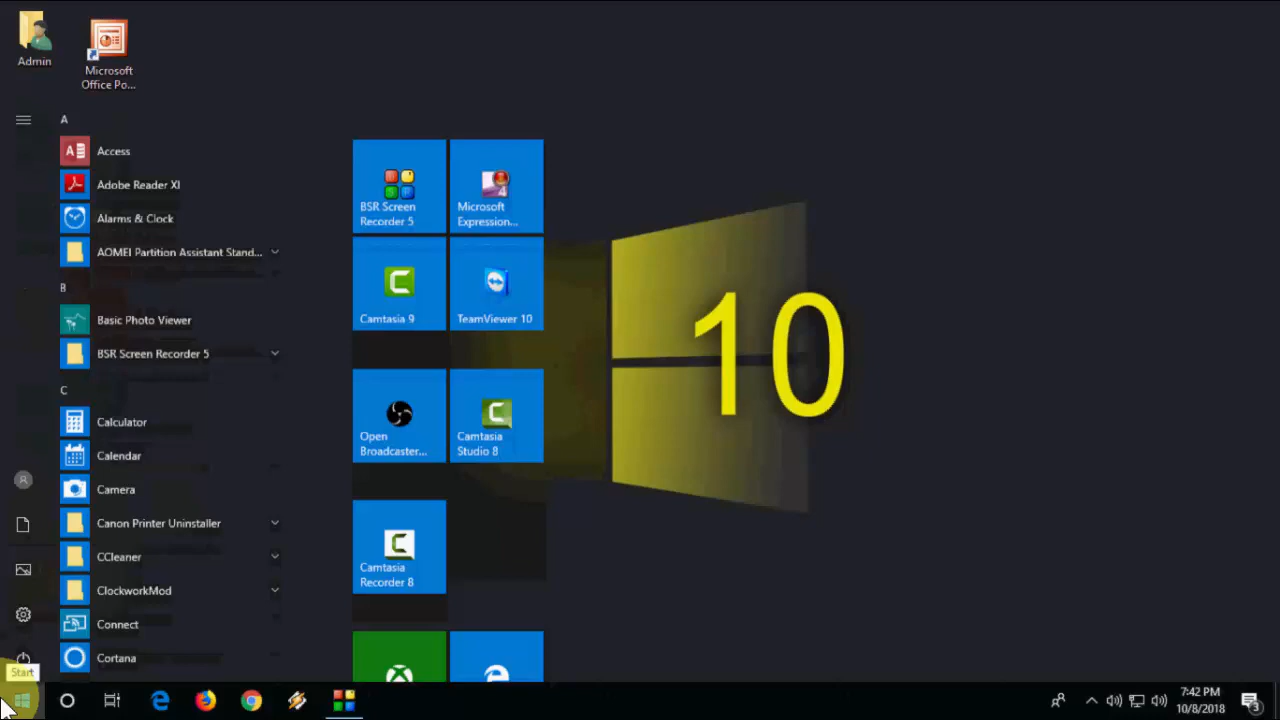 Admin
Microsoft
Office Po...
A
Access
Adobe Reader XI
Alarms & Clock
AOMEI Partition Assistant Stand...
B
Basic Photo Viewer
BSR Screen Recorder 5
C
Calculator
Calendar
Camera
Canon Printer Uninstaller
CCleaner
ClockworkMod
Connect
Cortana
BSR Screen
Recorder 5
Microsoft
Expression...
Camtasia 9
TeamViewer 10
Open
Broadcaster...
Camtasia
Studio 8
Camtasia
Recorder 8
10
Start
7:42 PM
10/8/2018
3